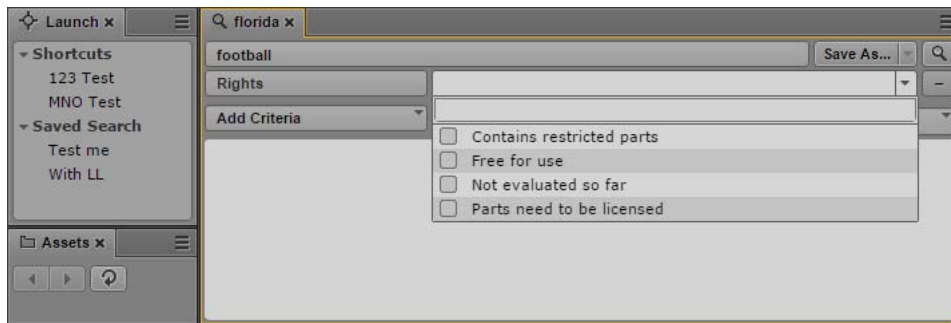 Launch x
Shortcuts
123 Test
MNO Test
Saved Search
Test me
With LL
Assets x
florida x
football
Save As...
Rights
Add Criteria
Contains restricted parts
Free for use
Not evaluated so far
Parts need to be licensed